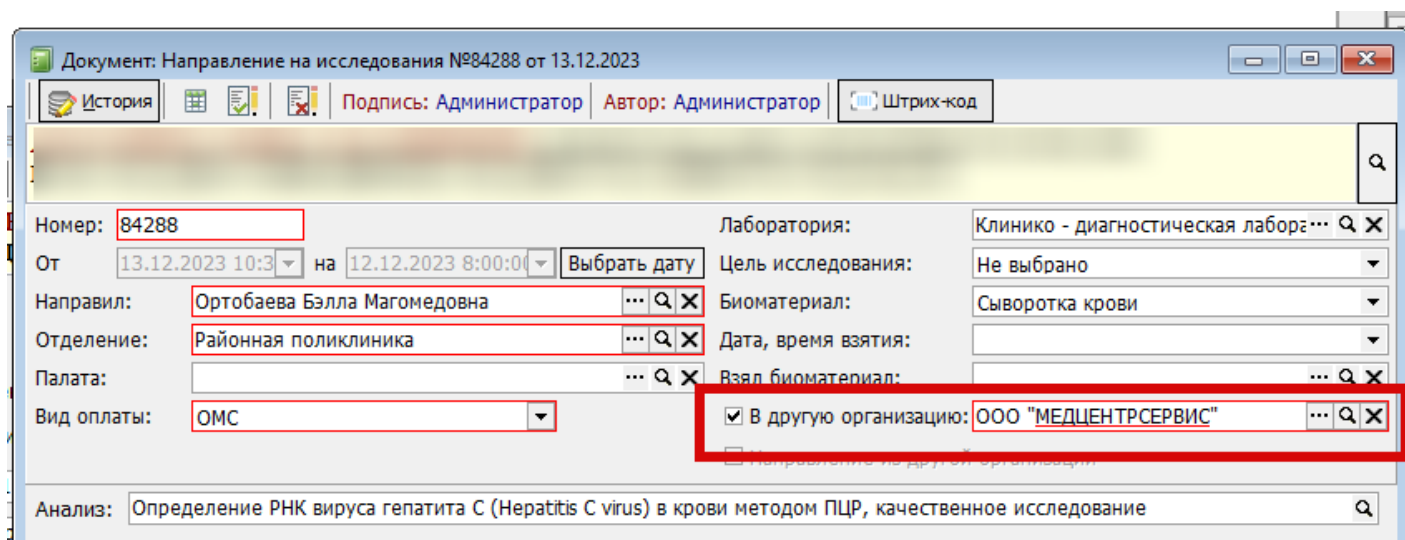 Документ: Направление на исследования №84288 от 13.12.2023
История Подпись: Администратор Автор: Администратор Штрих-код
Номер: 84288 Лаборатория: Клинико - диагностическая лабора
От 13.12.2023 10:3 на 12.12.2023 8:00:00 Выбрать дату Цель исследования: Не выбрано
Направил: Ортобаева Бэлла Магомедовна Биоматериал: Сыворотка крови
Отделение: Районная поликлиника Дата, время взятия:
Палата: Взял биоматериал:
Вид оплаты: ОМС В другую организацию: ООО "МЕДЦЕНТРСЕРВИС"
Направление из другой организации
Анализ: Определение РНК вируса гепатита C (Hepatitis C virus) в крови методом ПЦР, качественное исследование